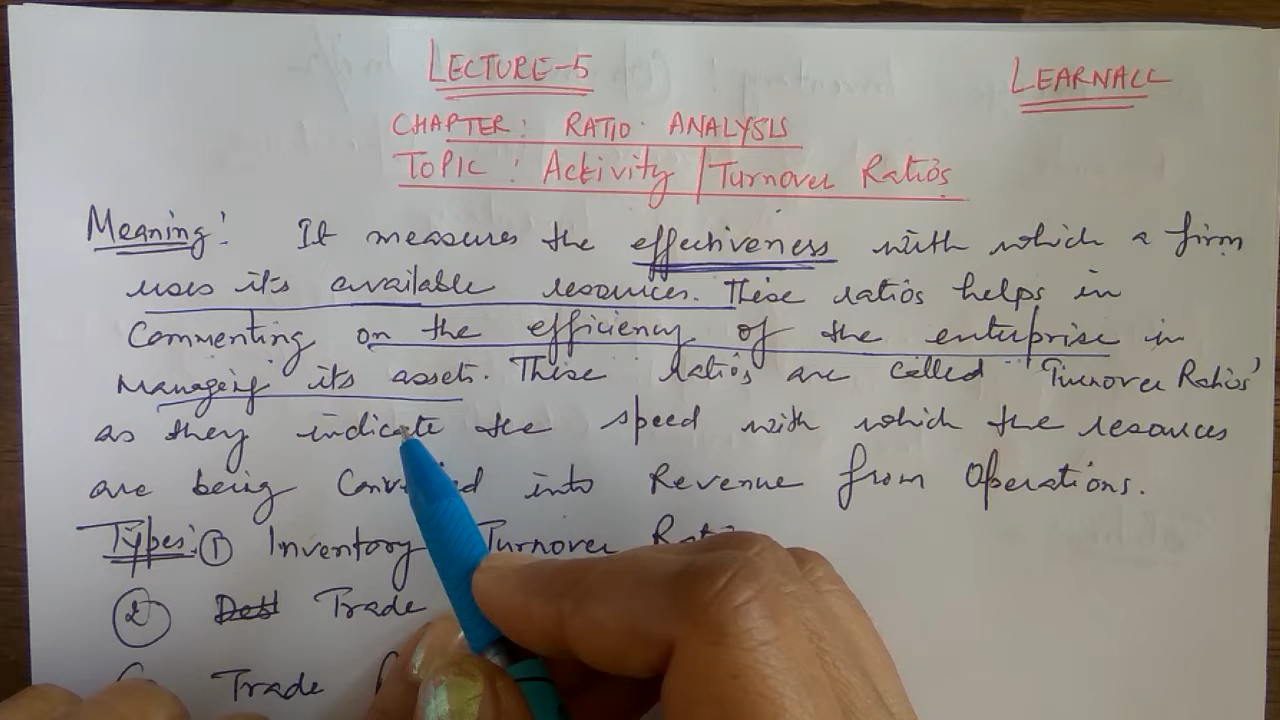 LECTURE-5
LEARNALL
CHAPTER: RATIO ANALYSIS
TOPIC: Activity/Turnover Ratios
Meaning: It measures the effectiveness with which a firm
uses it's available resources. These ratios helps in
Commenting on the efficiency of the enterprise in
Managing its assets. These ratios are called "Turnover Ratios'
as they indicate the speed with which the resources
are being into Revenue from Operations.
Types: ① Inventory Turnover
② Trade
Trade